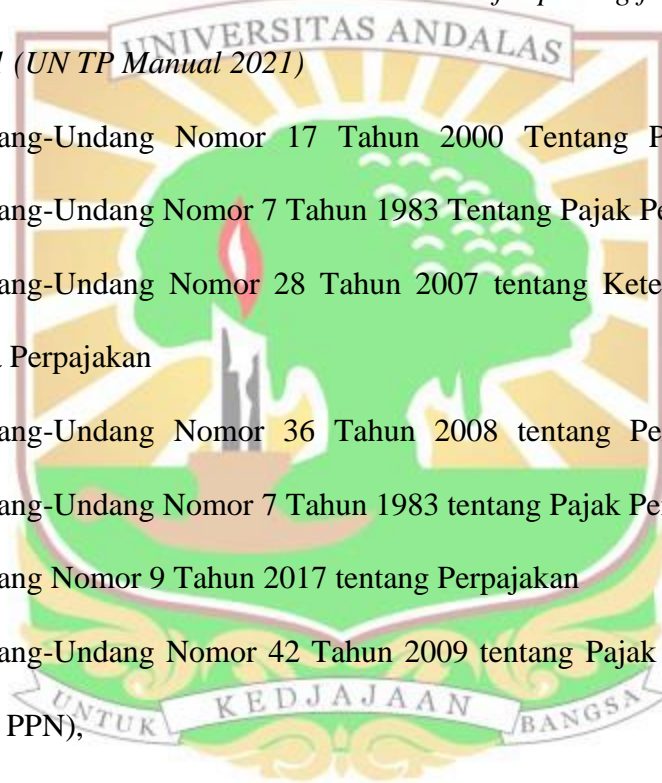 UNIVERSITAS ANDALAS
(UN TP Manual 2021)
ang-Undang Nomor 17 Tahun 2000 Tentang P
ang-Undang Nomor 7 Tahun 1983 Tentang Pajak Pe
ang-Undang Nomor 28 Tahun 2007 tentang Kete
Perpajakan
ang-Undang Nomor 36 Tahun 2008 tentang Pe
ang-Undang Nomor 7 Tahun 1983 tentang Pajak Pe
ang Nomor 9 Tahun 2017 tentang Perpajakan
ang-Undang Nomor 42 Tahun 2009 tentang Pajak
PPN),
UNTUK KEDJAJAAN BANGSA